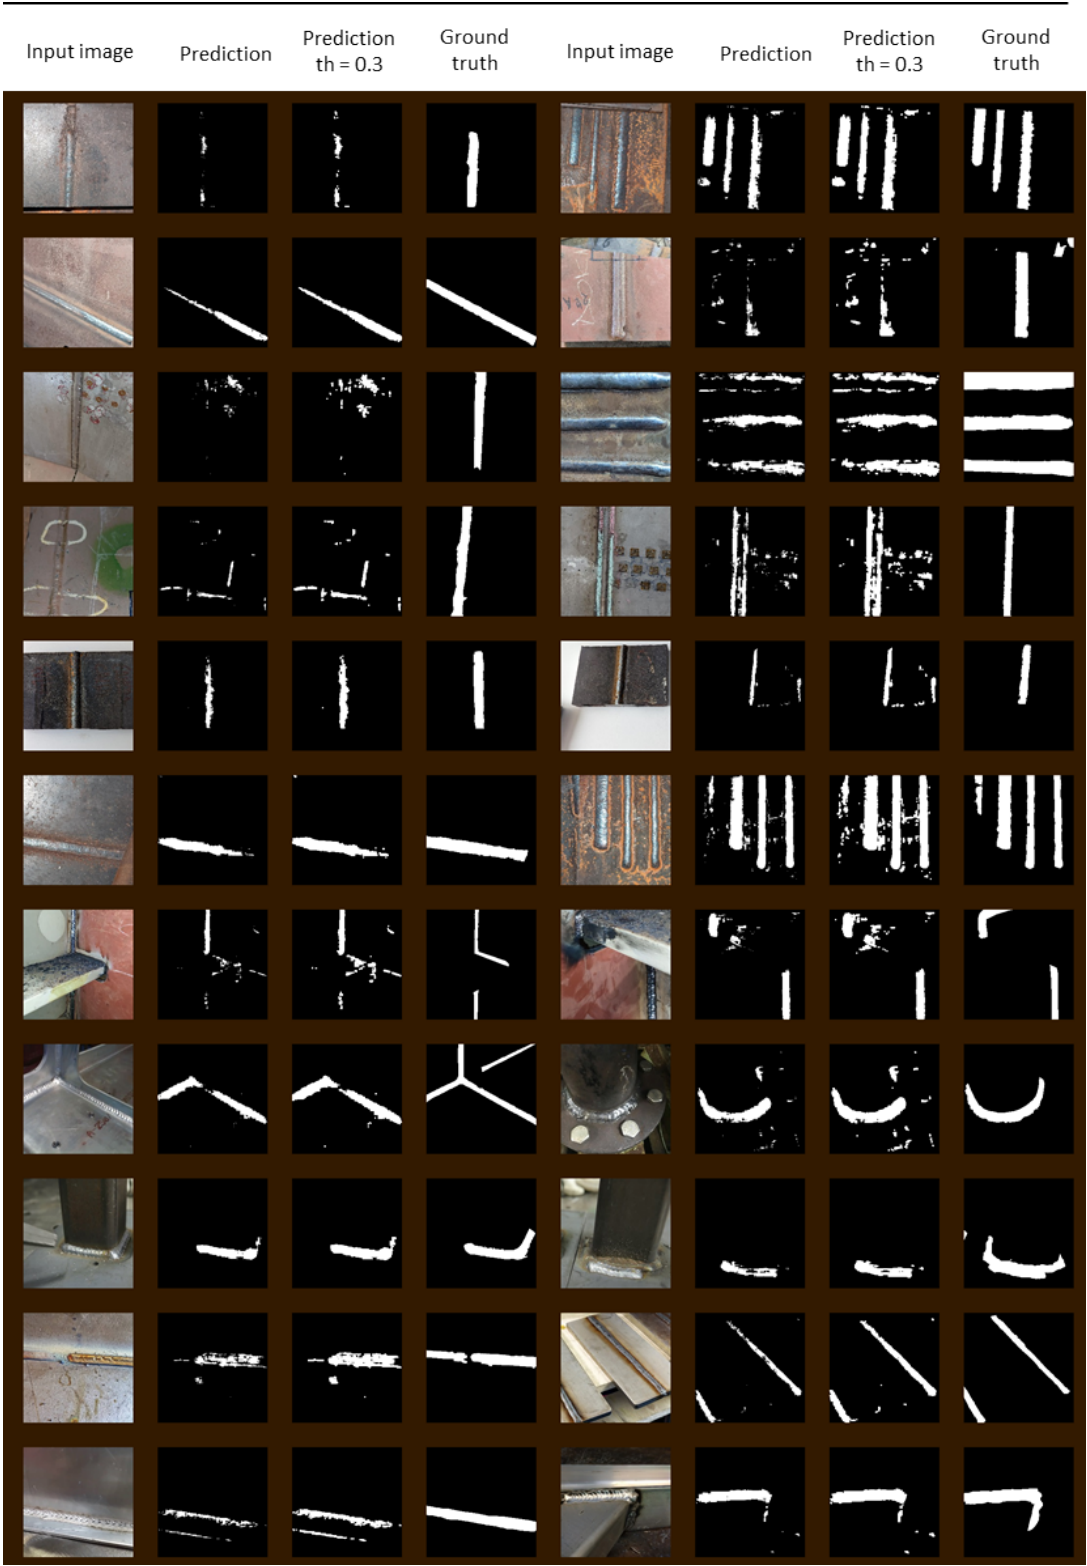 Input image
Prediction
Prediction
th = 0.3
Ground
truth
Input image
Prediction
Prediction
th = 0.3
Ground
truth